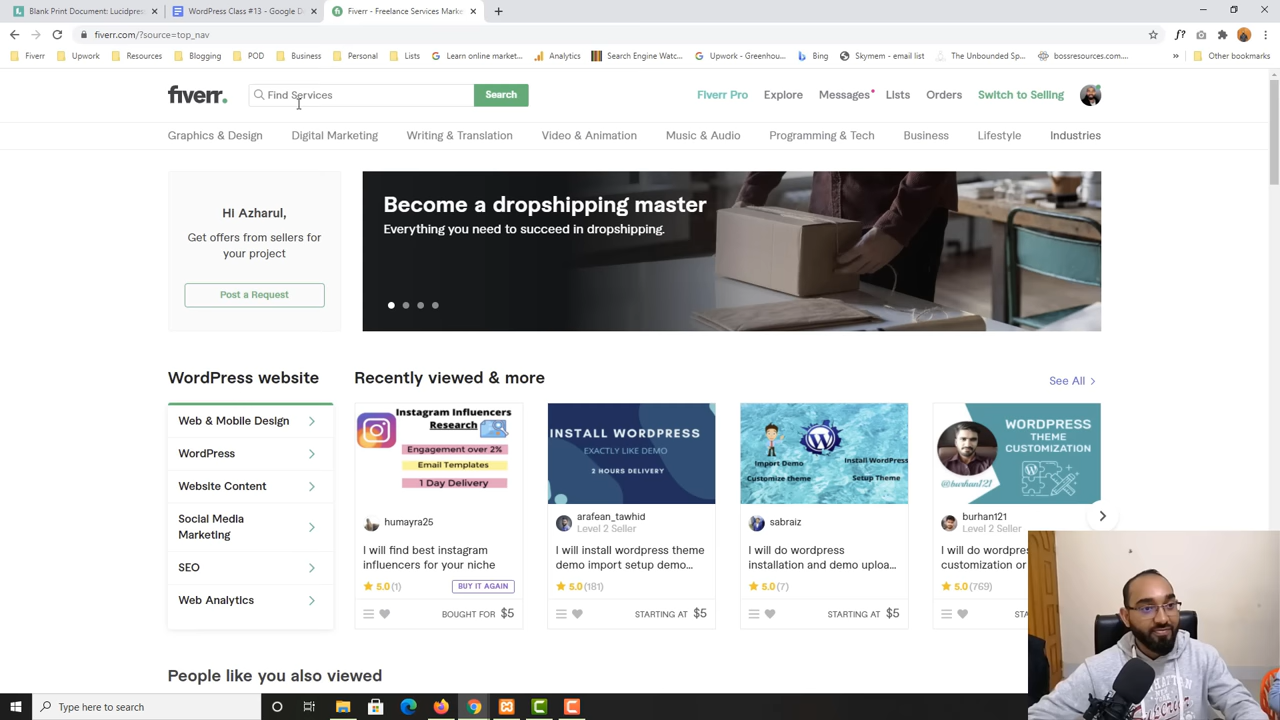 Blank Print Document: Lucidpres
WordPress Class #13 - Google D
Fiverr - Freelance Services Marke
fiverr.com/?source=top_nav
Fiverr
Upwork
Resources
Blogging
POD
Business
Personal
Lists
Learn online market...
Analytics
Search Engine Watc...
Upwork - Greenhou...
Bing
Skymem - email list
The Unbounded Sp...
bossresources.com...
Other bookmarks
fiverr.
Find Services
Search
Fiverr Pro
Explore
Messages
Lists
Orders
Switch to Selling
Graphics & Design
Digital Marketing
Writing & Translation
Video & Animation
Music & Audio
Programming & Tech
Business
Lifestyle
Industries
Hi Azharul,
Get offers from sellers for
your project
Post a Request
Become a dropshipping master
Everything you need to succeed in dropshipping.
WordPress website
Web & Mobile Design
WordPress
Website Content
Social Media
Marketing
SEO
Web Analytics
Recently viewed & more
See All
Instagram Influencers
Research
Engagement over 2%
Email Templates
1 Day Delivery
humayra25
I will find best instagram
influencers for your niche
5.0 (1)
BUY IT AGAIN
BOUGHT FOR $5
INSTALL WORDPRESS
EXACTLY LIKE DEMO
2 HOURS DELIVERY
arafean_tawhid
Level 2 Seller
I will install wordpress theme
demo import setup demo...
5.0 (181)
STARTING AT $5
Import Demo
Customize theme
Install WordPress
Setup Theme
sabraiz
I will do wordpress
installation and demo uploa...
5.0 (7)
STARTING AT $5
WORDPRESS
THEME
CUSTOMIZATION
@burhan121
burhan121
Level 2 Seller
I will do wordpres
customization or
5.0 (769)
STA
People like you also viewed
Type here to search